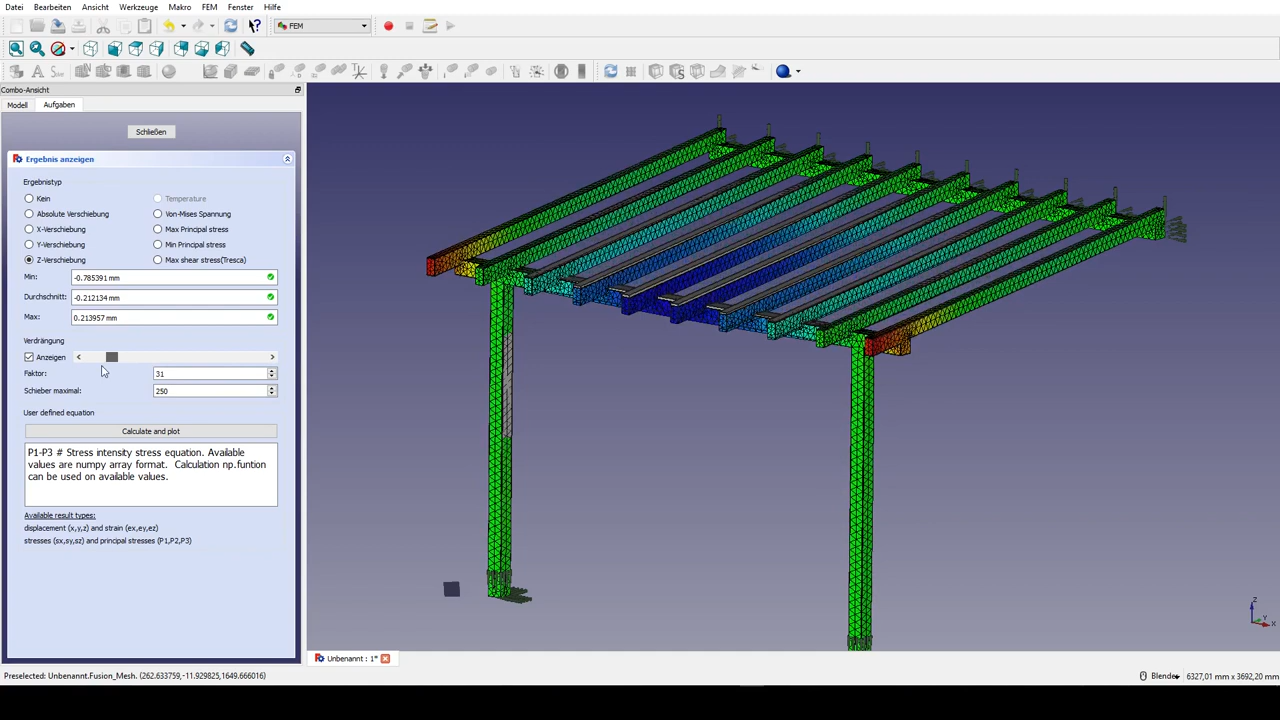 Datei Bearbeiten Ansicht Werkzeuge Makro FEM Fenster Hilfe
FEM
Combo-Ansicht
Modell Aufgaben
Schließen
Ergebnis anzeigen
Ergebnistyp
Kein Temperature
Absolute Verschiebung Von-Mises Spannung
X-Verschiebung Max Principal stress
Y-Verschiebung Min Principal stress
Z-Verschiebung Max shear stress(Tresca)
Min: -0.785391 mm
Durchschnitt: -0.212134 mm
Max: 0.213957 mm
Verdrängung
Anzeigen
Faktor: 31
Schieber maximal: 250
User defined equation
Calculate and plot
P1-P3 # Stress intensity stress equation. Available
values are numpy array format. Calculation np.funtion
can be used on available values.
Available result types:
displacement (x,y,z) and strain (ex,ey,ez)
stresses (sx,sy,sz) and principal stresses (P1,P2,P3)
Z
Y
X
Unbenannt : 1*
Preselected: Unbenannt.Fusion_Mesh. (262.633759,-11.929825,1649.666016)
Blender
6327,01 mm x 3692,20 mm